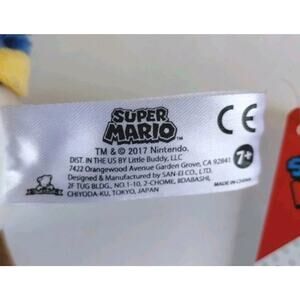 SUPER
MARIO™
™ & © 2017 Nintendo.
DIST. IN THE US BY Little Buddy, LLC
7422 Orangewood Avenue Garden Grove, CA 92841
Designed & Manufactured by SAN-EI CO., LTD.
2F TUG BLDG., NO.1-10, 2-CHOME, IIDABASHI,
CHIYODA-KU, TOKYO, JAPAN
CE
7+
MADE IN CHINA